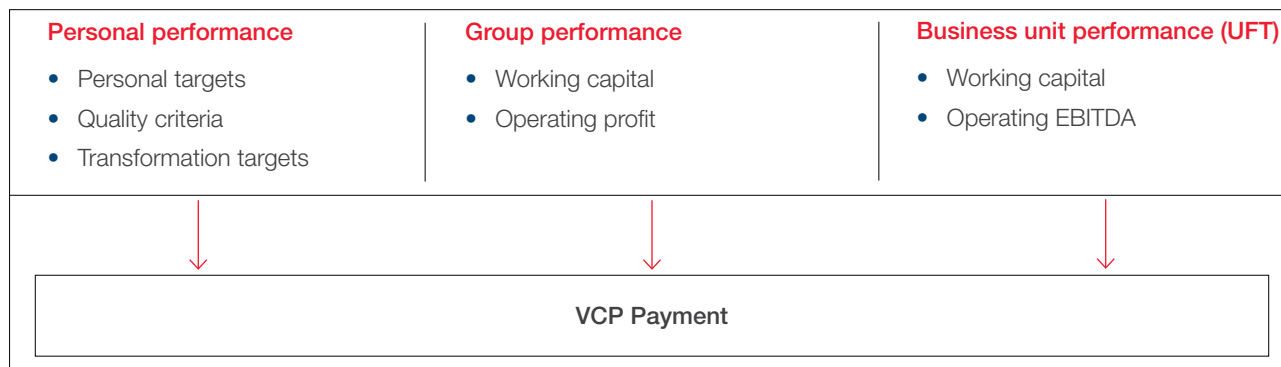 Personal performance
• Personal targets
• Quality criteria
• Transformation targets
Group performance
• Working capital
• Operating profit
Business unit performance (UFT)
• Working capital
• Operating EBITDA
VCP Payment